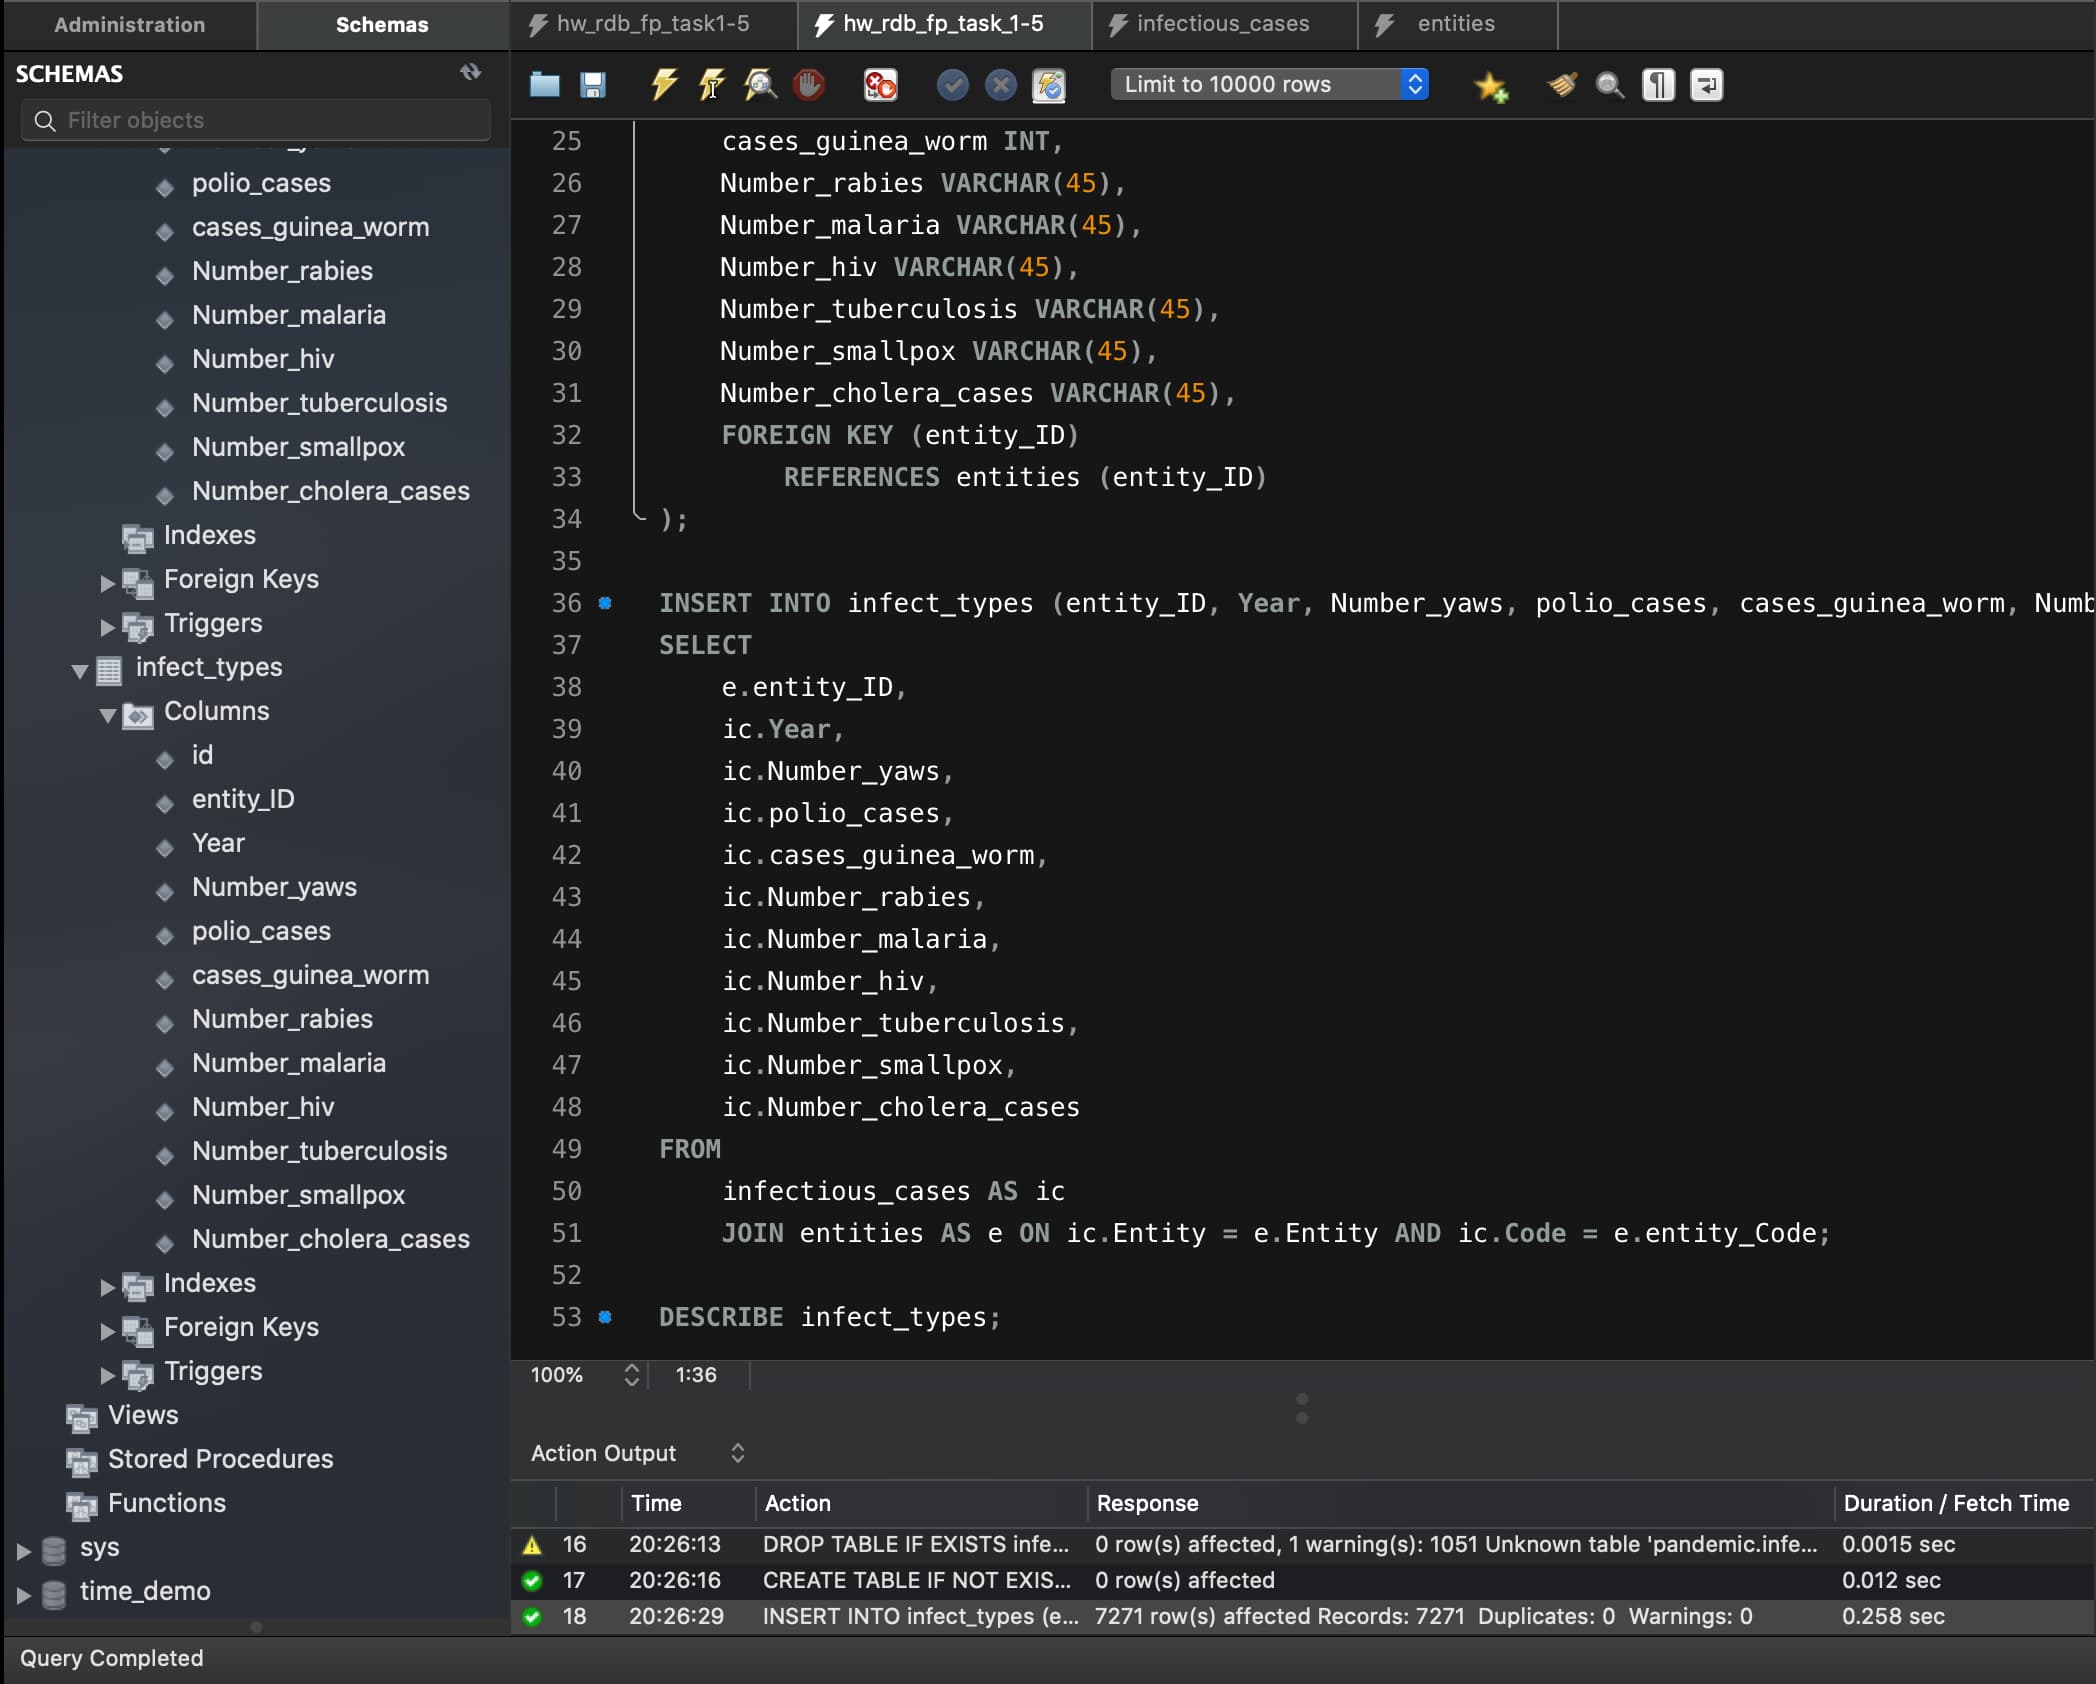 Administration
Schemas
SCHEMAS
Filter objects
polio_cases
cases_guinea_worm
Number_rabies
Number_malaria
Number_hiv
Number_tuberculosis
Number_smallpox
Number_cholera_cases
Indexes
Foreign Keys
Triggers
infect_types
Columns
id
entity_ID
Year
Number_yaws
polio_cases
cases_guinea_worm
Number_rabies
Number_malaria
Number_hiv
Number_tuberculosis
Number_smallpox
Number_cholera_cases
Indexes
Foreign Keys
Triggers
Views
Stored Procedures
Functions
sys
time_demo
hw_rdb_fp_task1-5
hw_rdb_fp_task_1-5
infectious_cases
entities
Limit to 10000 rows
25 cases_guinea_worm INT,
26 Number_rabies VARCHAR(45),
27 Number_malaria VARCHAR(45),
28 Number_hiv VARCHAR(45),
29 Number_tuberculosis VARCHAR(45),
30 Number_smallpox VARCHAR(45),
31 Number_cholera_cases VARCHAR(45),
32 FOREIGN KEY (entity_ID)
33 REFERENCES entities (entity_ID)
34 );
35
36 INSERT INTO infect_types (entity_ID, Year, Number_yaws, polio_cases, cases_guinea_worm, Numb
37 SELECT
38 e.entity_ID,
39 ic.Year,
40 ic.Number_yaws,
41 ic.polio_cases,
42 ic.cases_guinea_worm,
43 ic.Number_rabies,
44 ic.Number_malaria,
45 ic.Number_hiv,
46 ic.Number_tuberculosis,
47 ic.Number_smallpox,
48 ic.Number_cholera_cases
49 FROM
50 infectious_cases AS ic
51 JOIN entities AS e ON ic.Entity = e.Entity AND ic.Code = e.entity_Code;
52
53 DESCRIBE infect_types;
100% 1:36
Action Output
Time Action Response Duration / Fetch Time
16 20:26:13 DROP TABLE IF EXISTS infe... 0 row(s) affected, 1 warning(s): 1051 Unknown table 'pandemic.infe... 0.0015 sec
17 20:26:16 CREATE TABLE IF NOT EXIS... 0 row(s) affected 0.012 sec
18 20:26:29 INSERT INTO infect_types (e... 7271 row(s) affected Records: 7271 Duplicates: 0 Warnings: 0 0.258 sec
Query Completed